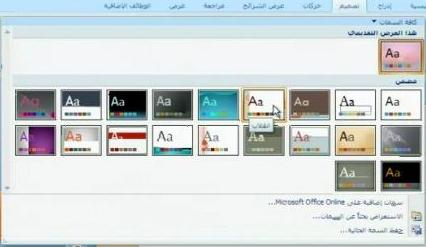 إدراج تصميم حركات عرض الشرائح مراجعة عرض الوظائف الإضافية
كافة السمات
هذا العرض التقديمي
Aa
مخصص
Aa Aa Aa Aa Aa Aa Aa Aa Aa
Aa Aa Aa Aa Aa Aa Aa Aa Aa
انقلاب
Aa Aa
سمات إضافية على Microsoft Office Online...
الاستعراض بحثاً عن السمات...
حفظ السمة الحالية...